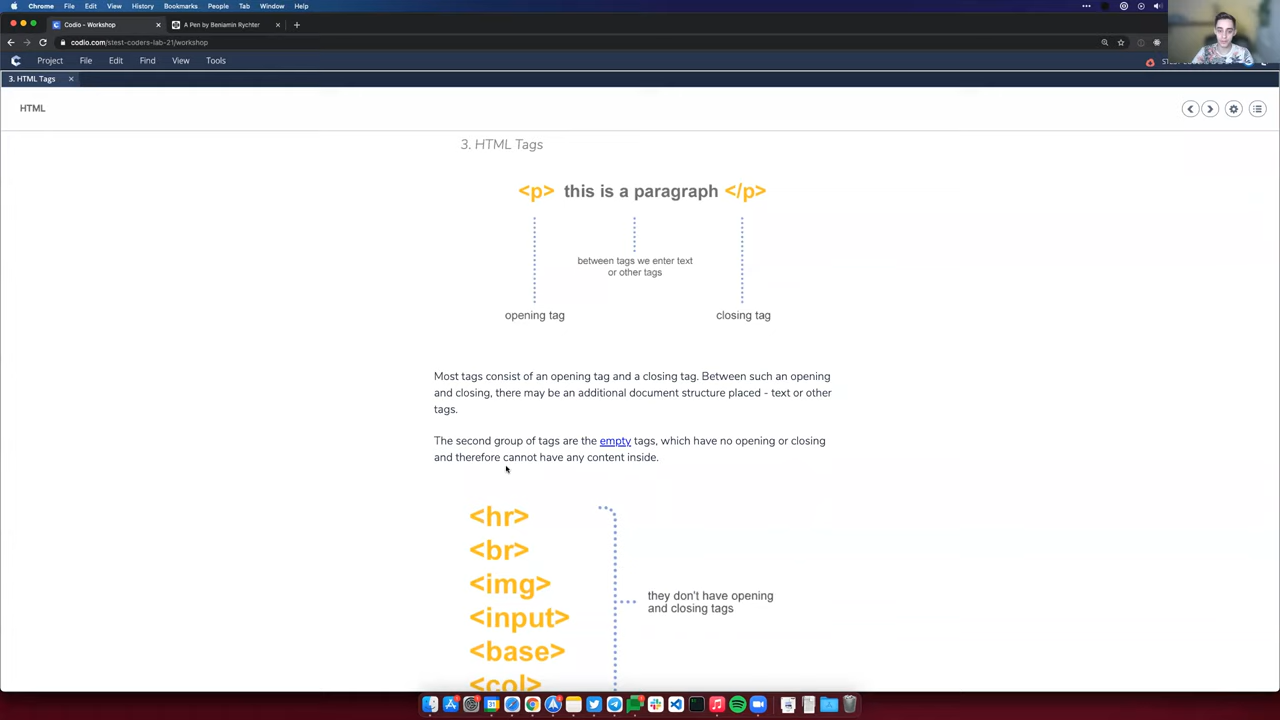 Chrome File Edit View History Bookmarks People Tab Window Help
Codio - Workshop × A Pen by Beniamin Rychter × +
codio.com/stest-coders-lab-21/workshop
Project File Edit Find View Tools
3. HTML Tags ×
HTML
3. HTML Tags
<p> this is a paragraph </p>
between tags we enter text
or other tags
opening tag closing tag
Most tags consist of an opening tag and a closing tag. Between such an opening
and closing, there may be an additional document structure placed - text or other
tags.
The second group of tags are the empty tags, which have no opening or closing
and therefore cannot have any content inside.
<hr>
<br>
<img>
they don't have opening
and closing tags
<input>
<base>
<col>